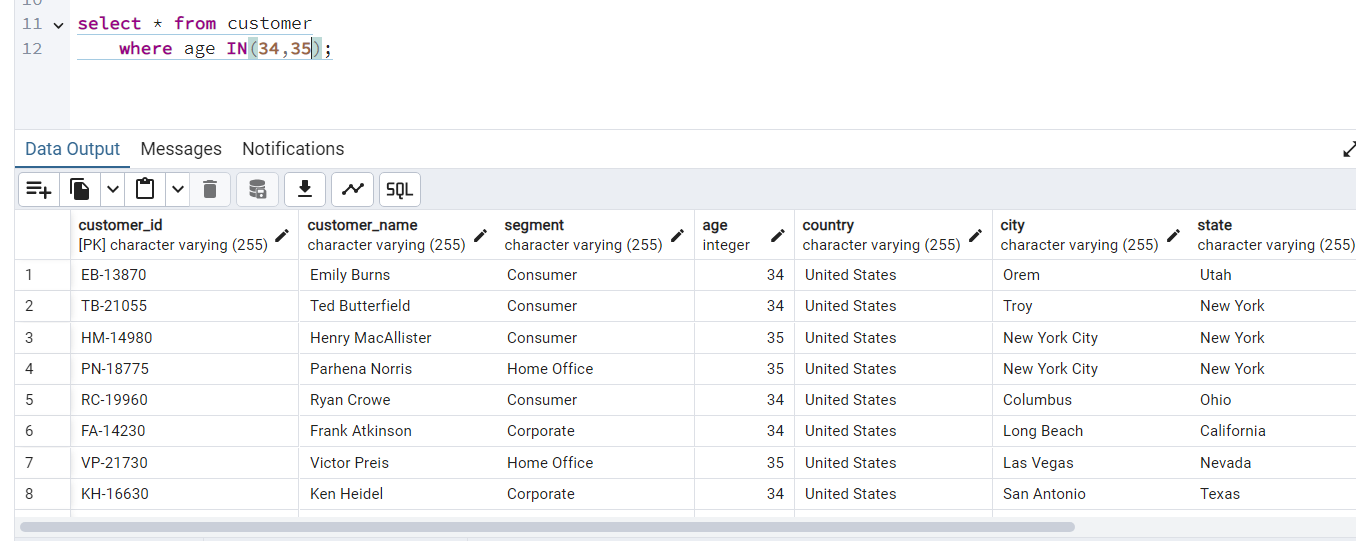 10
11 select * from customer
12 where age IN(34,35);
Data Output Messages Notifications
SQL
customer_id customer_name segment age country city state
[PK] character varying (255) character varying (255) character varying (255) integer character varying (255) character varying (255) character varying (255)
1 EB-13870 Emily Burns Consumer 34 United States Orem Utah
2 TB-21055 Ted Butterfield Consumer 34 United States Troy New York
3 HM-14980 Henry MacAllister Consumer 35 United States New York City New York
4 PN-18775 Parhena Norris Home Office 35 United States New York City New York
5 RC-19960 Ryan Crowe Consumer 34 United States Columbus Ohio
6 FA-14230 Frank Atkinson Corporate 34 United States Long Beach California
7 VP-21730 Victor Preis Home Office 35 United States Las Vegas Nevada
8 KH-16630 Ken Heidel Corporate 34 United States San Antonio Texas